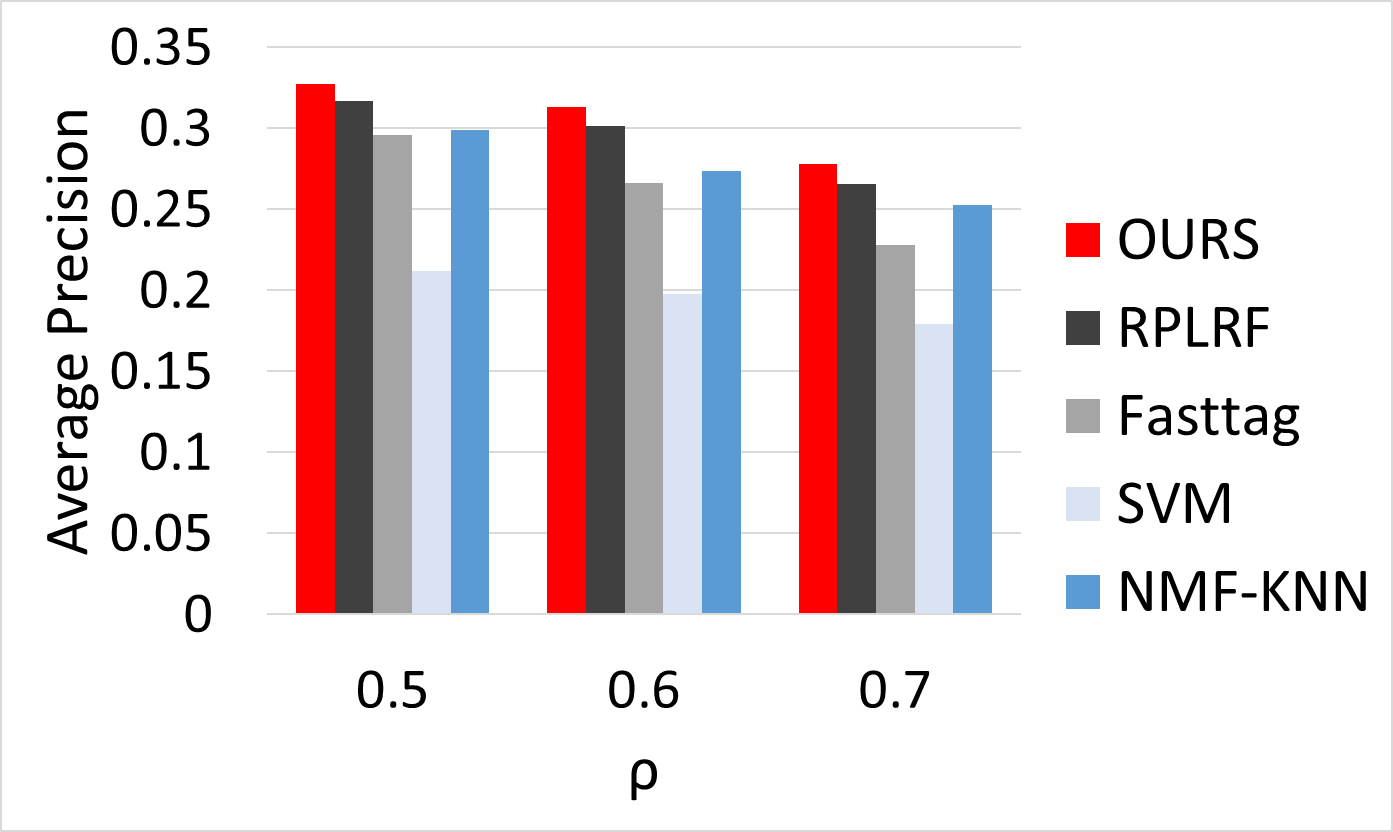 Average Precision
0.35
0.3
0.25
0.2
0.15
0.1
0.05
0
0.5 0.6 0.7
ρ
OURS
RPLRF
Fasttag
SVM
NMF-KNN